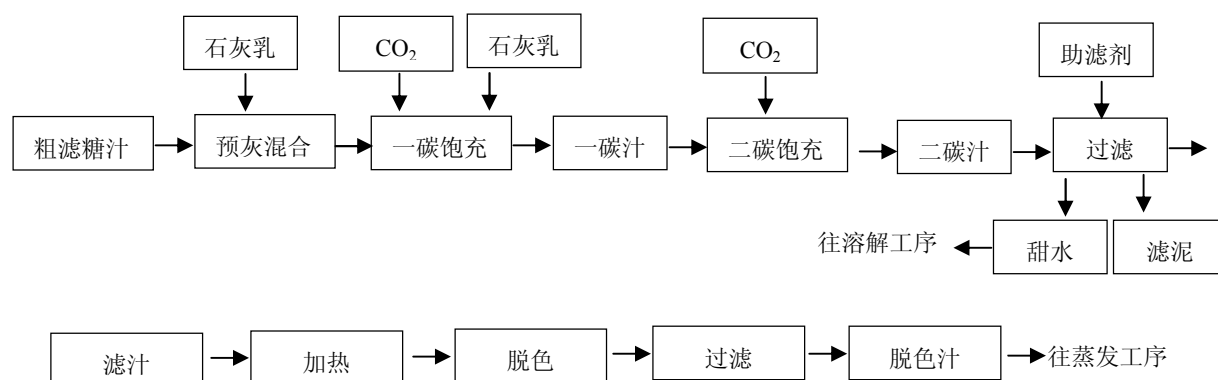 石灰乳
CO₂
石灰乳
CO₂
助滤剂
粗滤糖汁
预灰混合
一碳饱充
一碳汁
二碳饱充
二碳汁
过滤
往溶解工序
甜水
滤泥
滤汁
加热
脱色
过滤
脱色汁
往蒸发工序